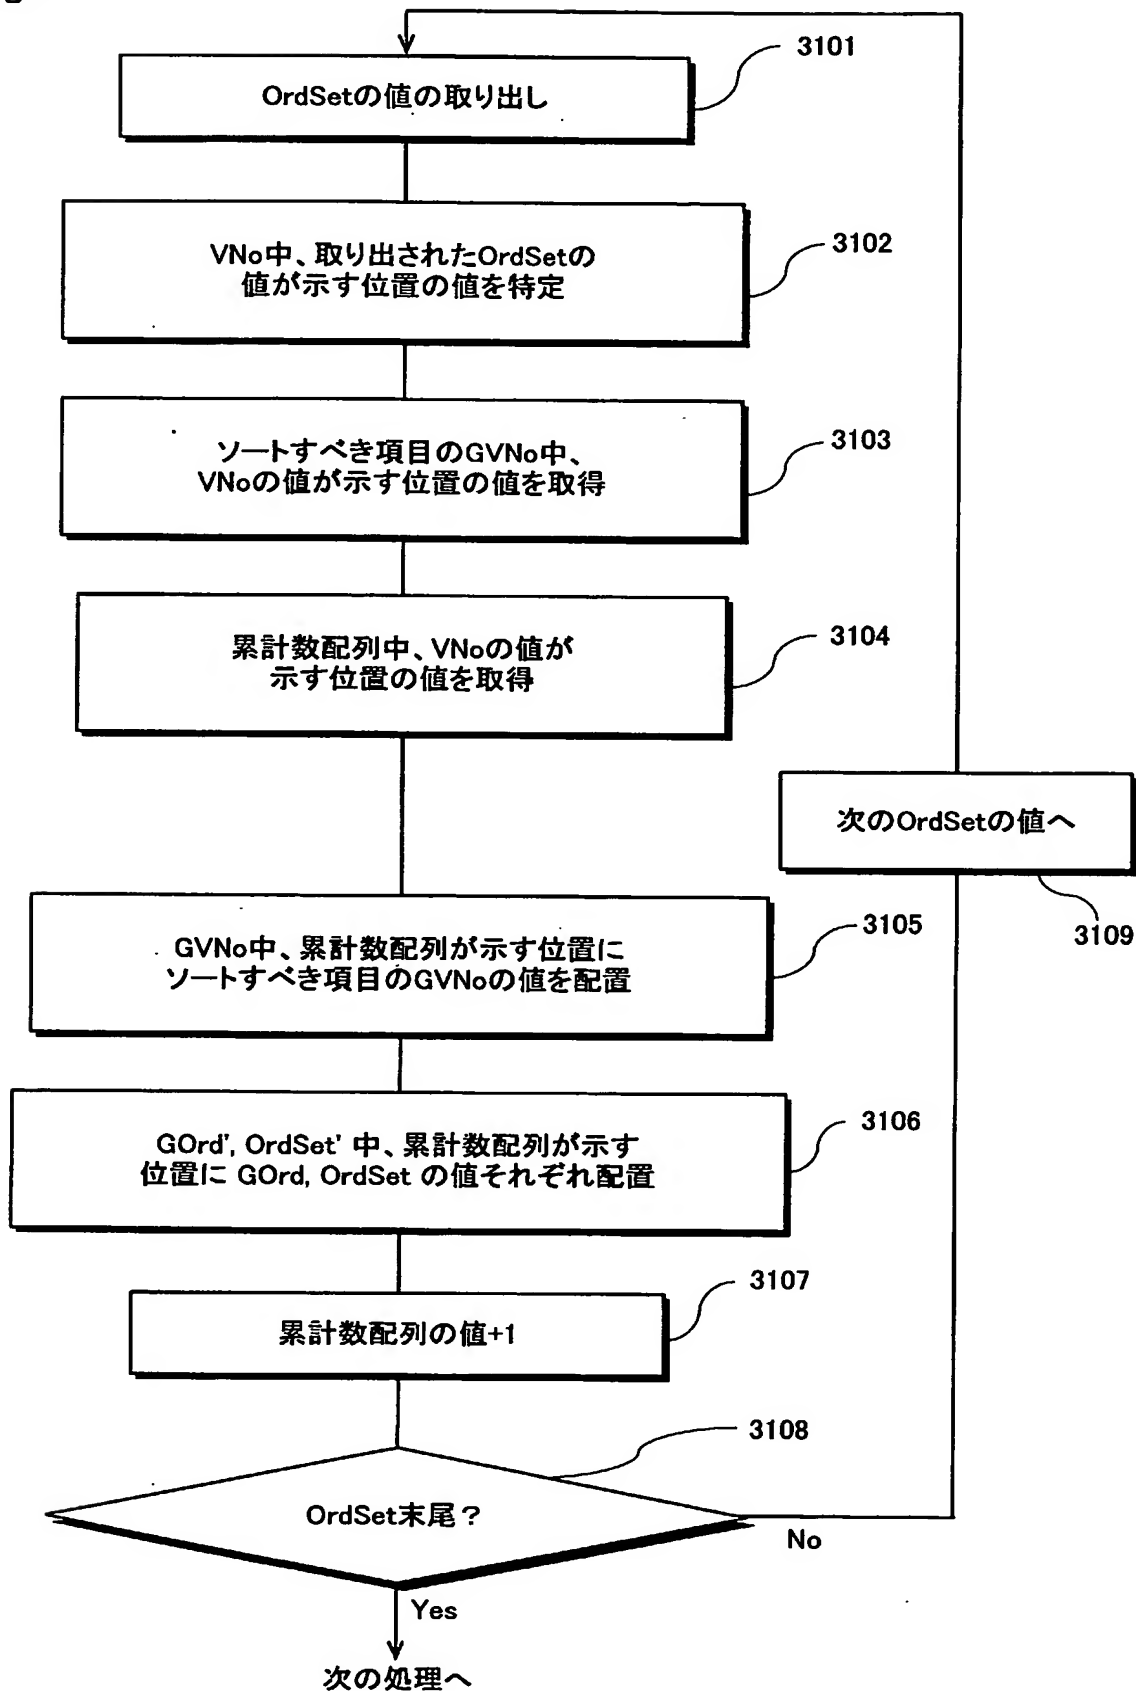 3101
OrdSetの値の取り出し
3102
VNo中、取り出されたOrdSetの
値が示す位置の値を特定
3103
ソートすべき項目のGVNo中、
VNoの値が示す位置の値を取得
3104
累計数配列中、VNoの値が
示す位置の値を取得
次のOrdSetの値へ
3109
3105
GVNo中、累計数配列が示す位置に
ソートすべき項目のGVNoの値を配置
3106
GOrd', OrdSet' 中、累計数配列が示す
位置に GOrd, OrdSet の値それぞれ配置
3107
累計数配列の値+1
3108
OrdSet末尾?
No
Yes
次の処理へ